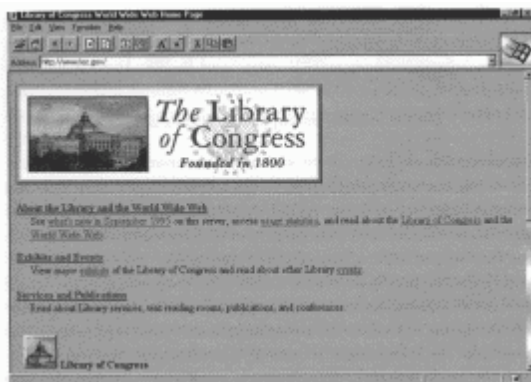 Library of Congress World Wide Web Home Page
File Edit View Favorites Help
Address: http://www.loc.gov/
The Library
of Congress
Founded in 1800
About the Library and the World Wide Web
See what's new in September 1995 on this server, access usage statistics, and read about the Library of Congress and the
World Wide Web.
Exhibits and Events
View major exhibits of the Library of Congress and read about other Library events.
Services and Publications
Read about Library services, visit reading rooms, publications, and conferences.
Library of Congress